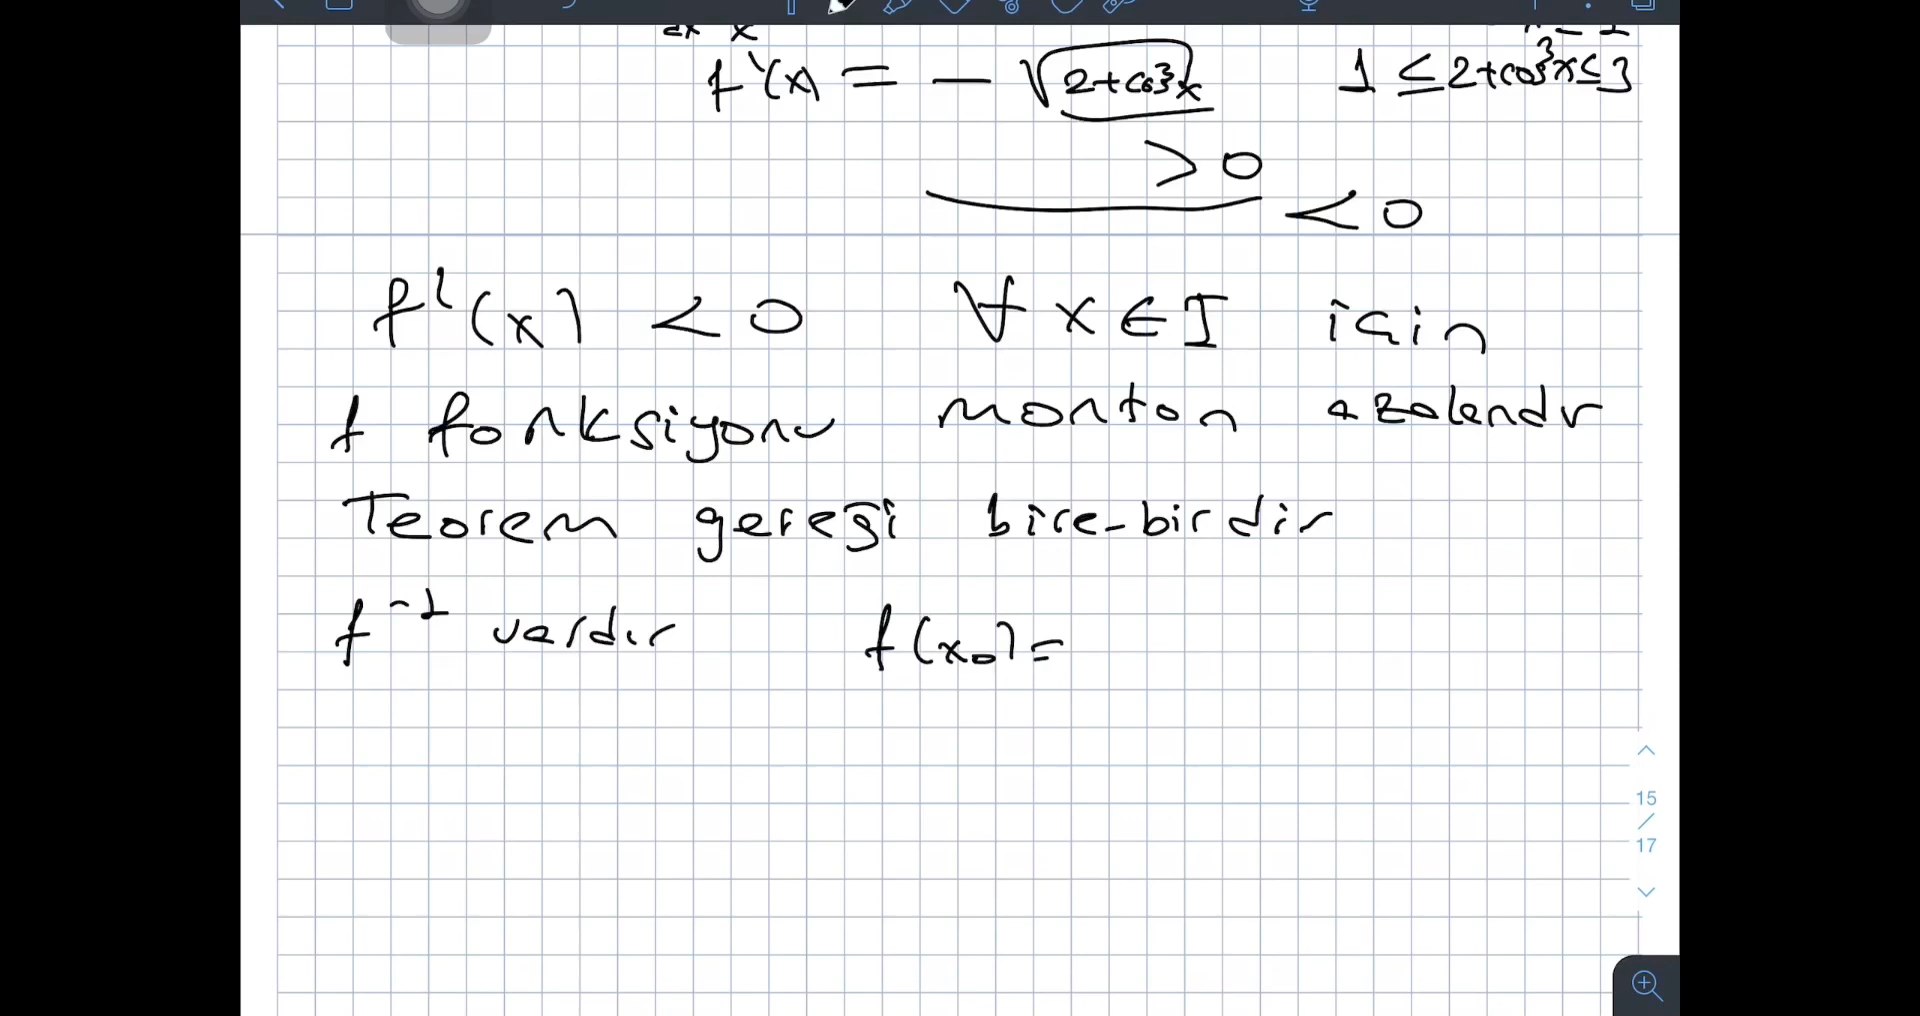 f'(x) = - √2+cos³x    1 ≤ 2+cos³x ≤ 3
> 0
< 0
f'(x) < 0    ∀ x ∈ I    için
f fonksiyonu monton azalandır
Teorem gereği bire-birdir
f⁻¹ vardır    f(x₀) =
15
/
17